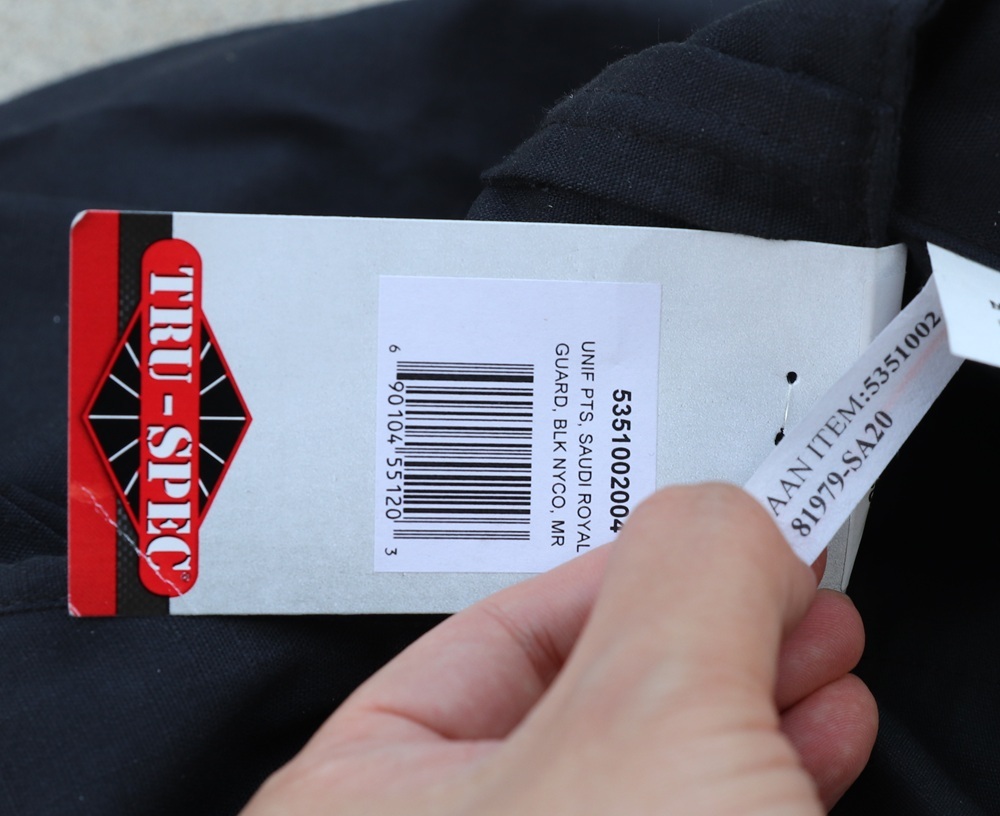 TRU-SPEC®
5351002004
UNIF PTS, SAUDI ROYAL
GUARD, BLK NYCO, MR
6 90104 55120 3
AAN ITEM:5351002
81979-SA20